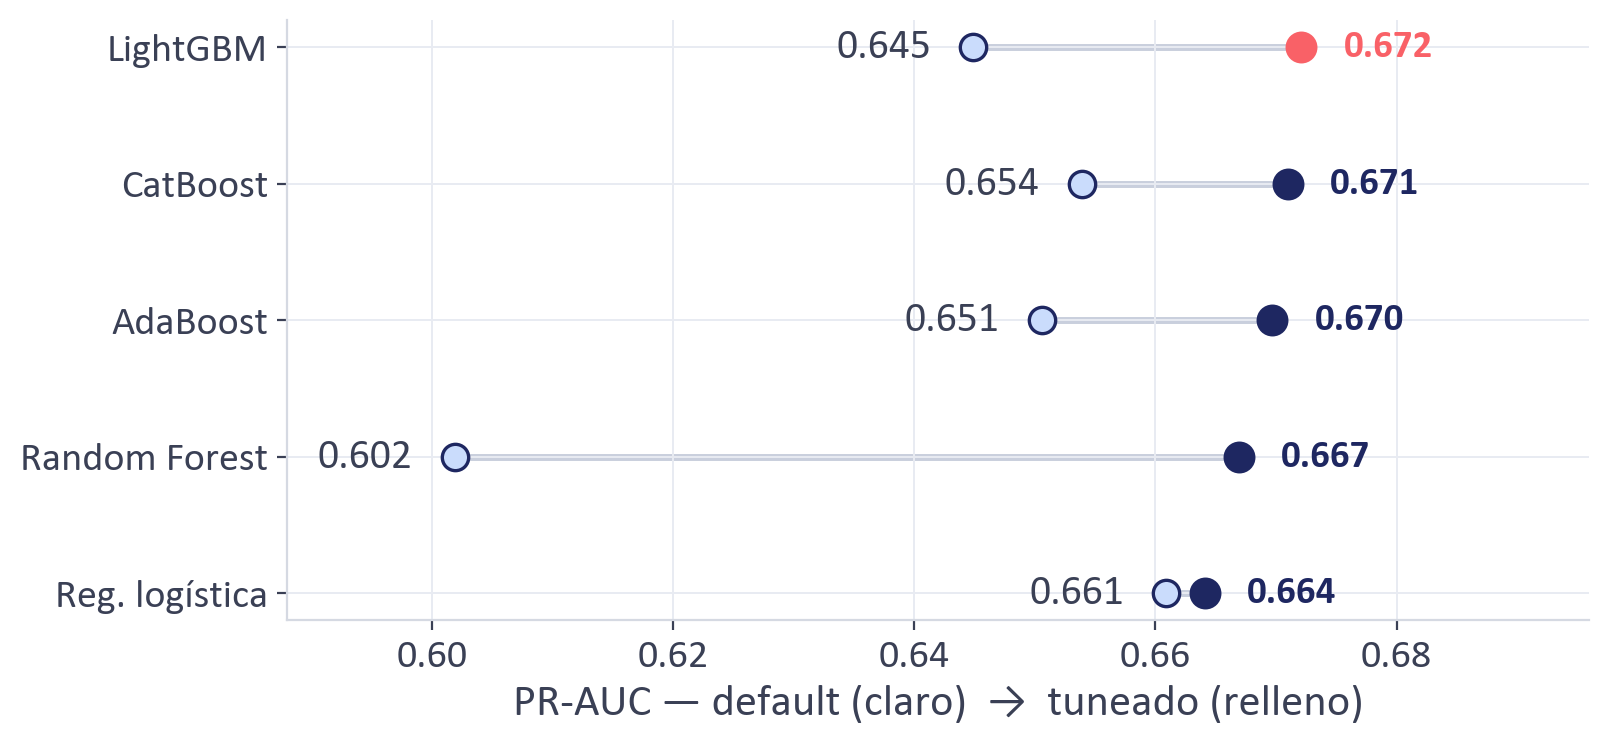 LightGBM 0.645 0.672
CatBoost 0.654 0.671
AdaBoost 0.651 0.670
Random Forest 0.602 0.667
Reg. logística 0.661 0.664
0.60 0.62 0.64 0.66 0.68
PR-AUC — default (claro) → tuneado (relleno)